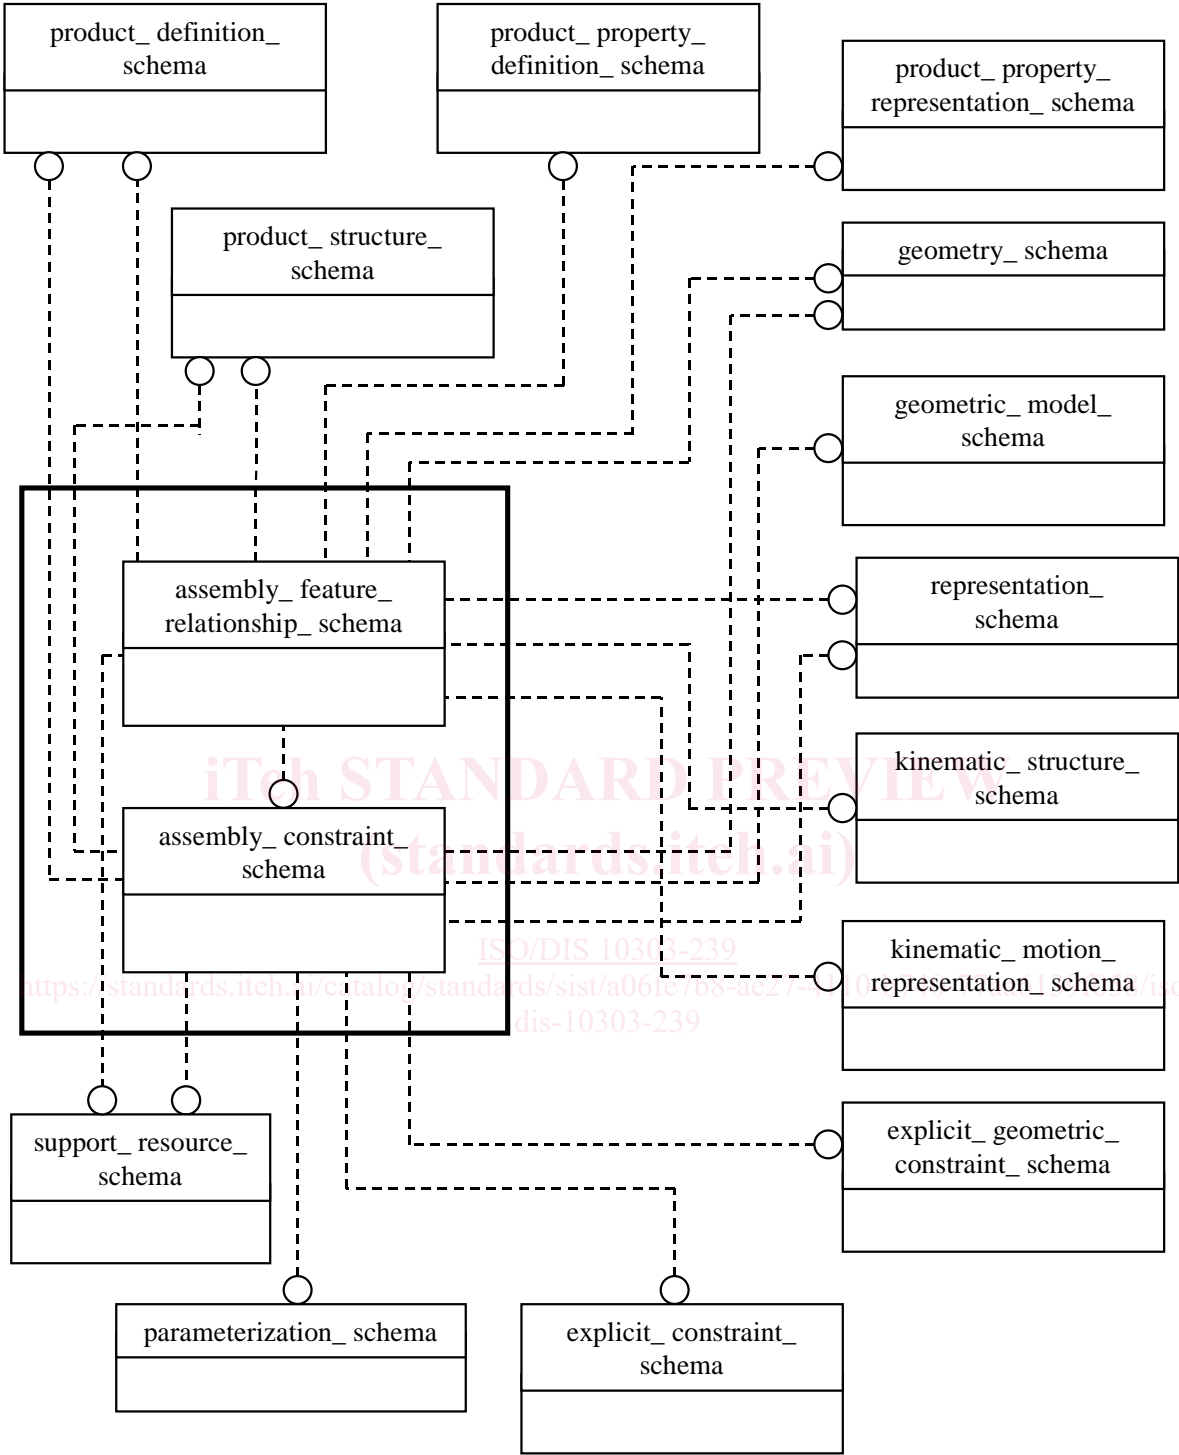 product_ definition_
schema
product_ property_
definition_ schema
product_ property_
representation_ schema
product_ structure_
schema
geometry_ schema
geometric_ model_
schema
assembly_ feature_
relationship_ schema
representation_
schema
kinematic_ structure_
schema
iTeh STANDARD PREVIEW
(standards.iteh.ai)
assembly_ constraint_
schema
ISO/DIS 10303-239
kinematic_ motion_
representation_ schema
dis-10303-239
support_ resource_
schema
explicit_ geometric_
constraint_ schema
parameterization_ schema
explicit_ constraint_
schema